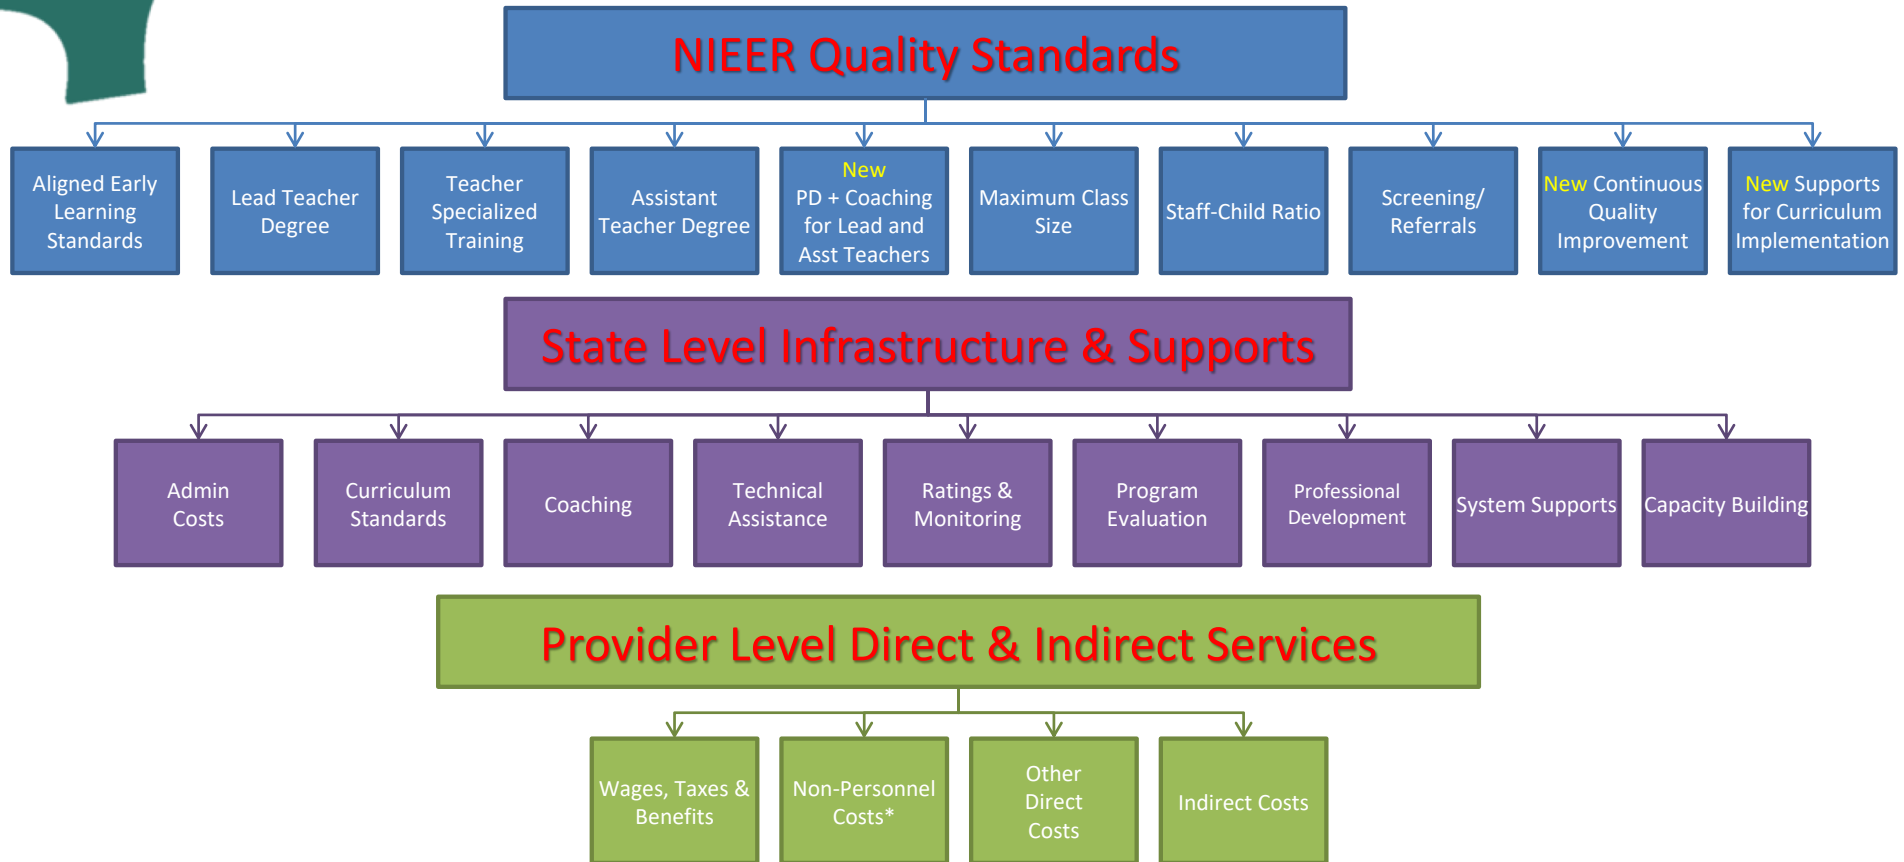 NIEER Quality Standards
Aligned Early
Learning
Standards
Lead Teacher
Degree
Teacher
Specialized
Training
Assistant
Teacher Degree
New
PD + Coaching
for Lead and
Asst Teachers
Maximum Class
Size
Staff-Child Ratio
Screening/
Referrals
New Continuous
Quality
Improvement
New Supports
for Curriculum
Implementation
State Level Infrastructure & Supports
Admin
Costs
Curriculum
Standards
Coaching
Technical
Assistance
Ratings &
Monitoring
Program
Evaluation
Professional
Development
System Supports
Capacity Building
Provider Level Direct & Indirect Services
Wages, Taxes &
Benefits
Non-Personnel
Costs*
Other
Direct
Costs
Indirect Costs